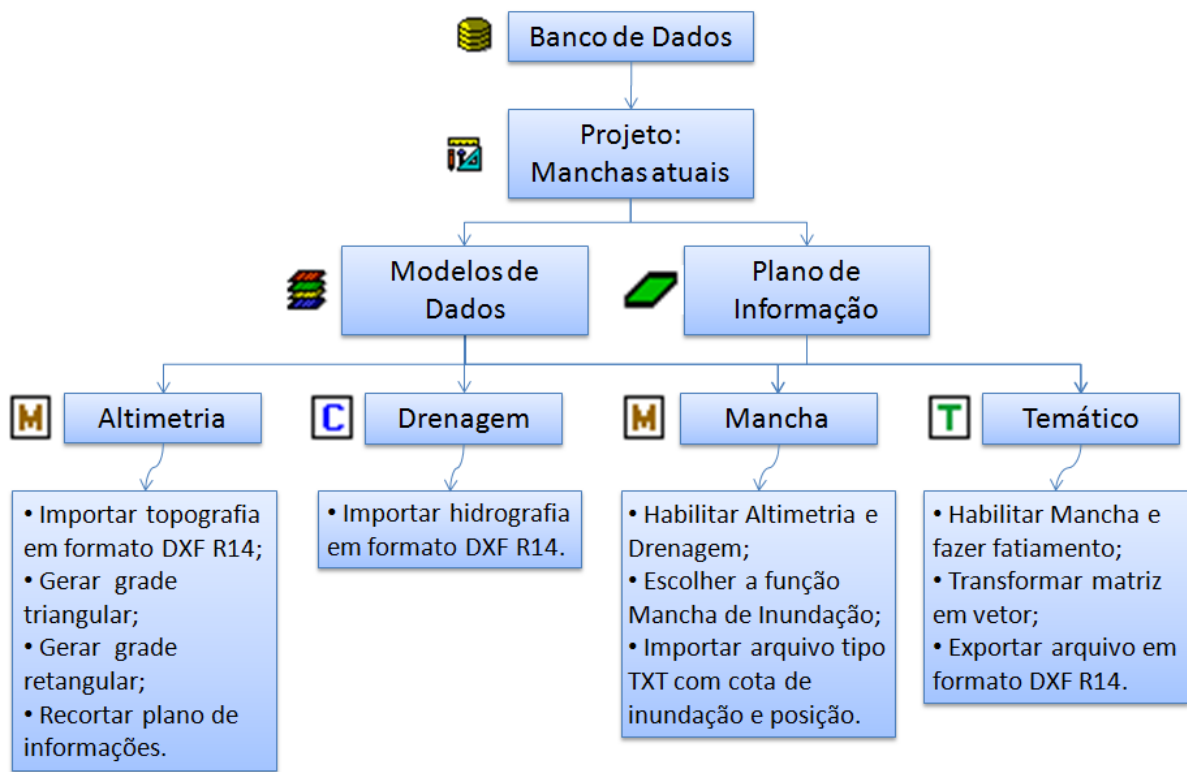 Banco de Dados
Projeto:
Manchas atuais
Modelos de
Dados
Plano de
Informação
M
Altimetria
C
Drenagem
M
Mancha
T
Temático
• Importar topografia
em formato DXF R14;
• Gerar grade
triangular;
• Gerar grade
retangular;
• Recortar plano de
informações.
• Importar hidrografia
em formato DXF R14.
• Habilitar Altimetria e
Drenagem;
• Escolher a função
Mancha de Inundação;
• Importar arquivo tipo
TXT com cota de
inundação e posição.
• Habilitar Mancha e
fazer fatiamento;
• Transformar matriz
em vetor;
• Exportar arquivo em
formato DXF R14.